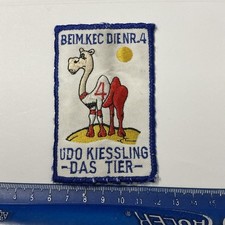 BEIM.KEC DIE NR.4
4
UDO KIESSLING
-DAS TIER-